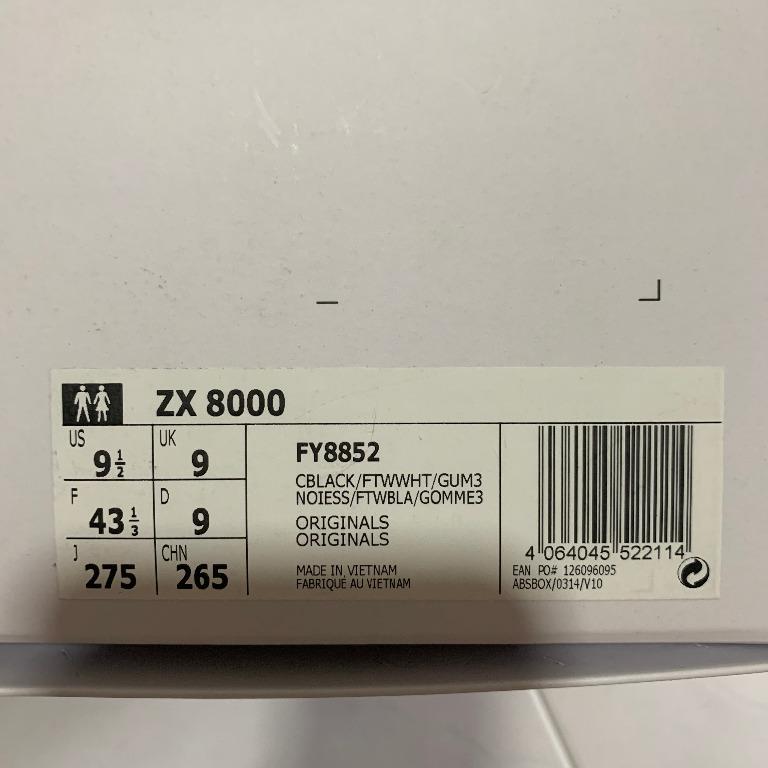 ZX 8000
US 9 1/2
UK 9
F 43 1/3
D 9
J 275
CHN 265
FY8852
CBLACK/FTWWHT/GUM3
NOIESS/FTWBLA/GOMME3
ORIGINALS
ORIGINALS
MADE IN VIETNAM
FABRIQUÉ AU VIETNAM
4 064045 522114
EAN PO# 126096095
ABSBOX/0314/V10